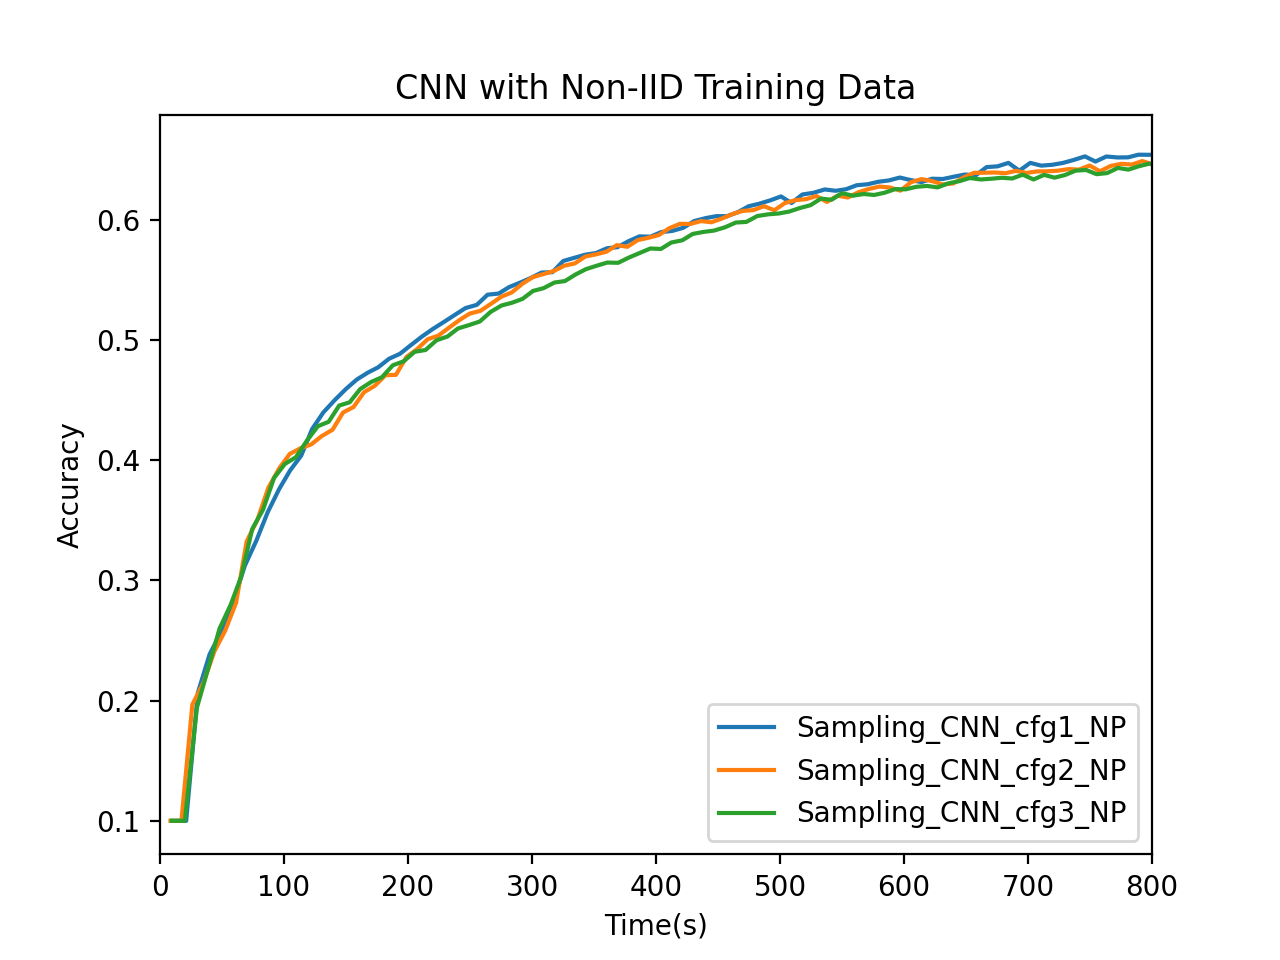 CNN with Non-IID Training Data
0.6
0.5
0.4
0.3
0.2
0.1
Accuracy
Sampling_CNN_cfg1_NP
Sampling_CNN_cfg2_NP
Sampling_CNN_cfg3_NP
0 100 200 300 400 500 600 700 800
Time(s)